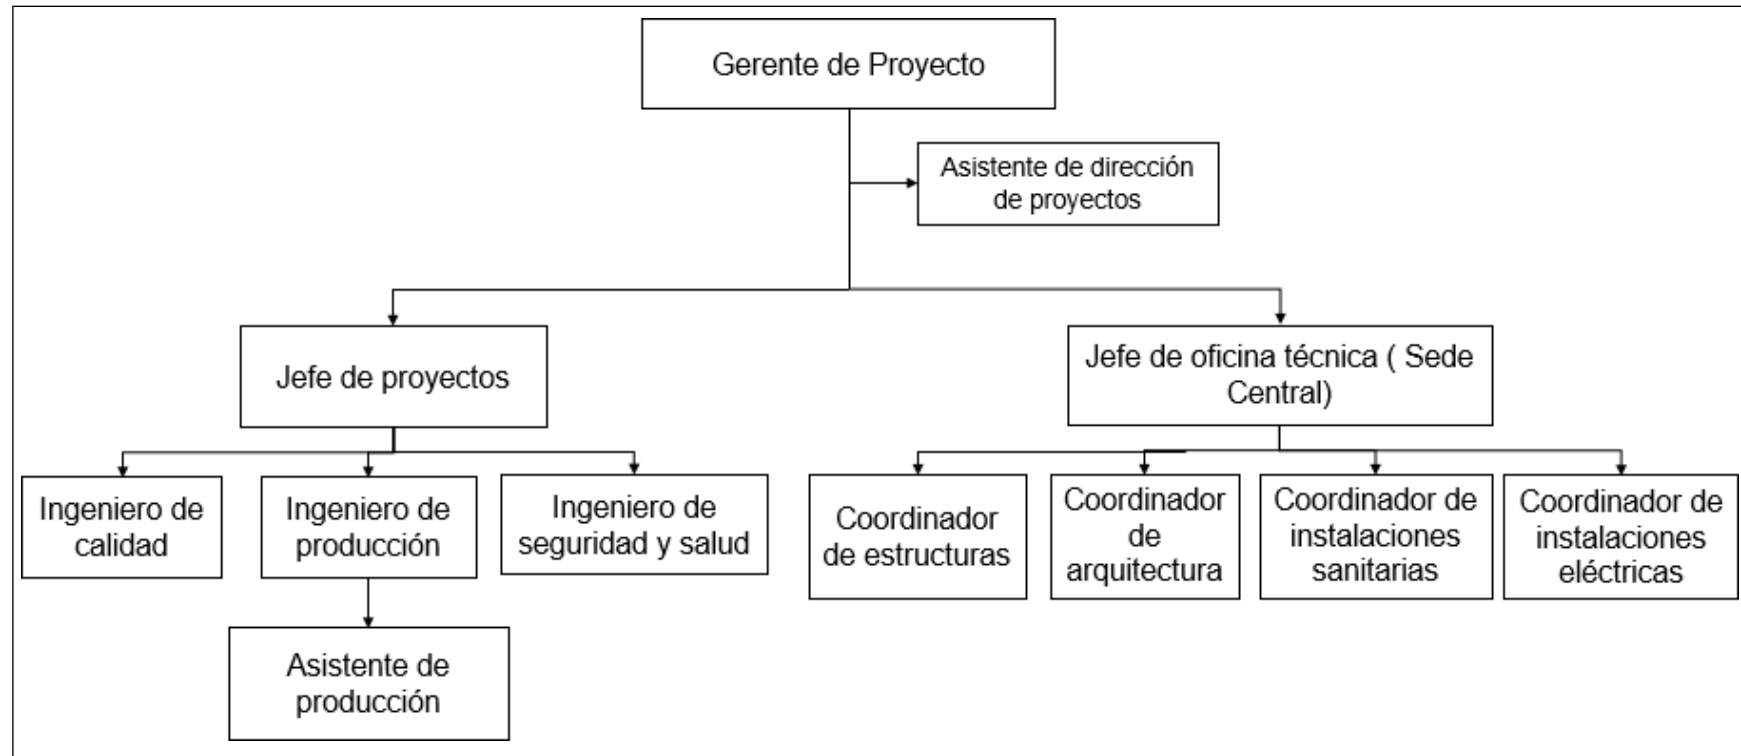 Gerente de Proyecto
Asistente de dirección
de proyectos
Jefe de proyectos
Jefe de oficina técnica ( Sede
Central)
Ingeniero de
calidad
Ingeniero de
producción
Ingeniero de
seguridad y salud
Coordinador
de estructuras
Coordinador
de
arquitectura
Coordinador de
instalaciones
sanitarias
Coordinador de
instalaciones
eléctricas
Asistente de
producción